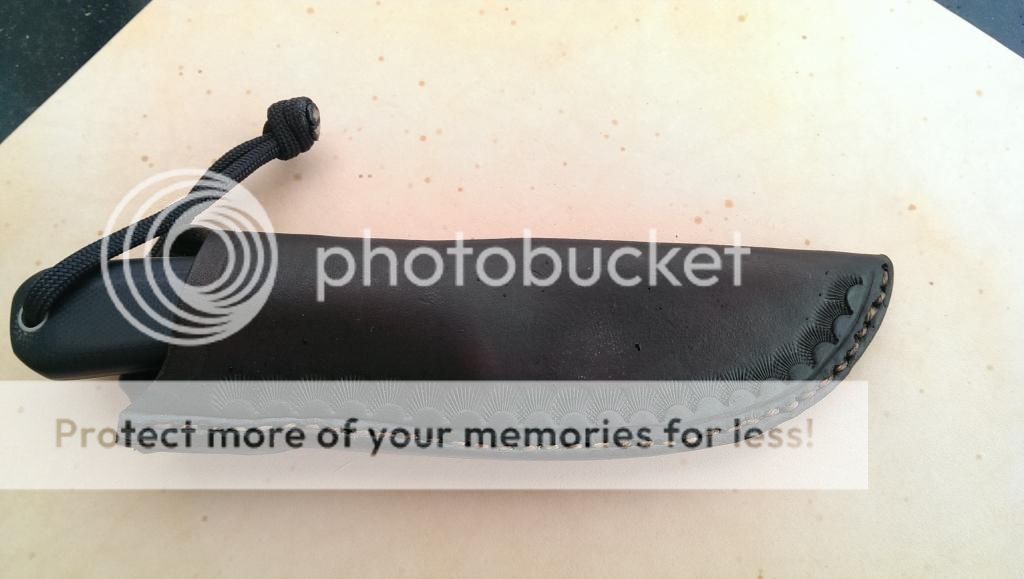 photobucket
Protect more of your memories for less!